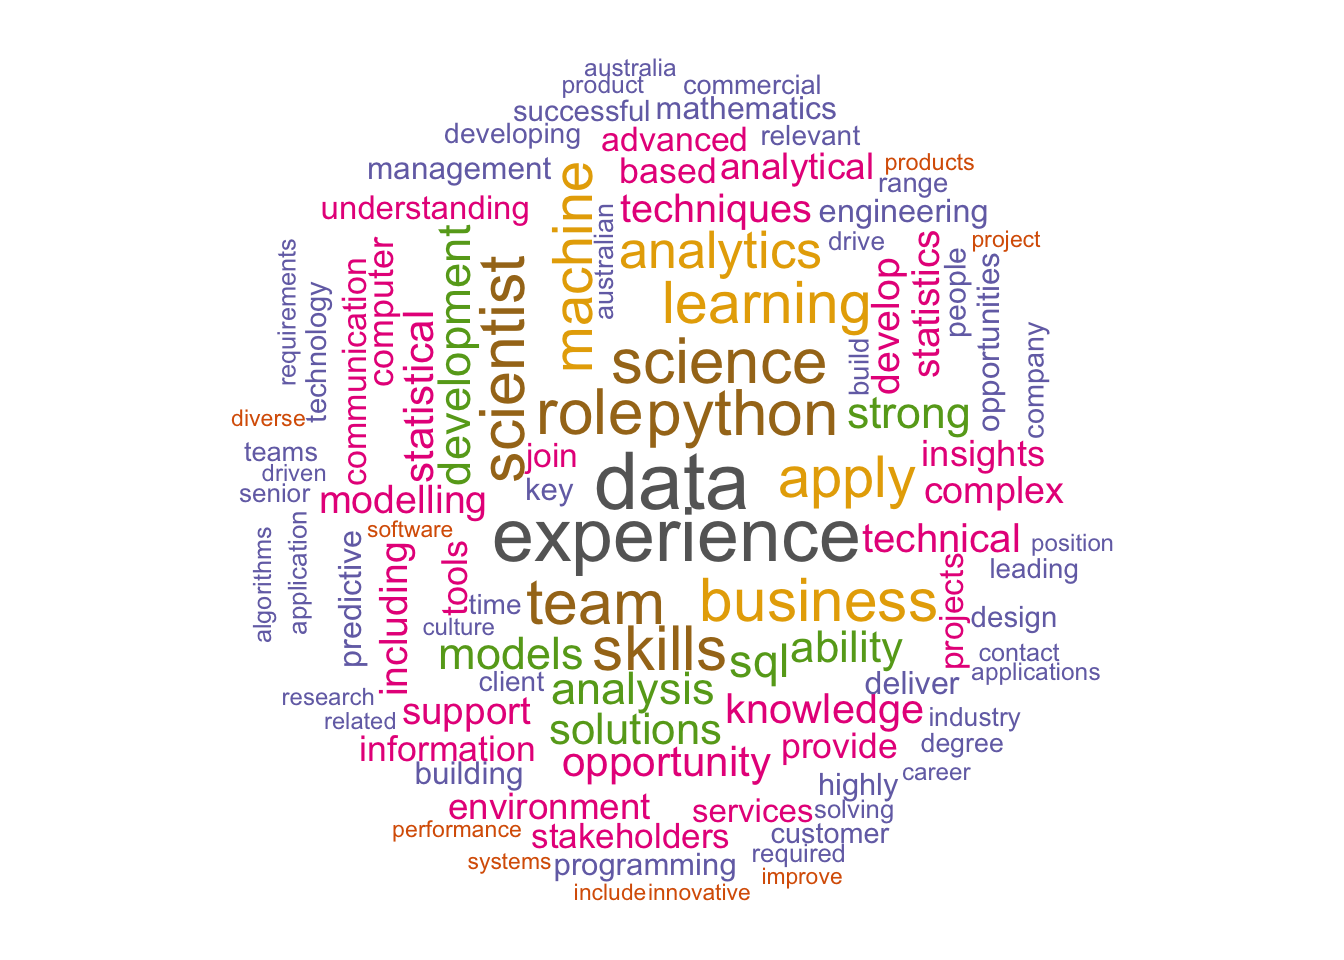 australia
product
commercial
successful
mathematics
developing
advanced
relevant
management
based
analytical
products
range
understanding
machine
australian
techniques
engineering
analytics
drive
project
requirements
technology
communication
computer
statistical
development
scientist
learning
develop
statistics
people
opportunities
company
science
build
diverse
role
python
strong
teams
driven
senior
join
key
data
apply
insights
complex
modelling
software
experience
technical
position
leading
algorithms
application
predictive
including
tools
time
culture
team
business
projects
design
models
skills
sql
ability
contact
applications
client
analysis
deliver
research
related
support
solutions
knowledge
industry
information
opportunity
provide
degree
building
highly
career
environment
services
solving
performance
stakeholders
customer
systems
programming
required
improve
include
innovative